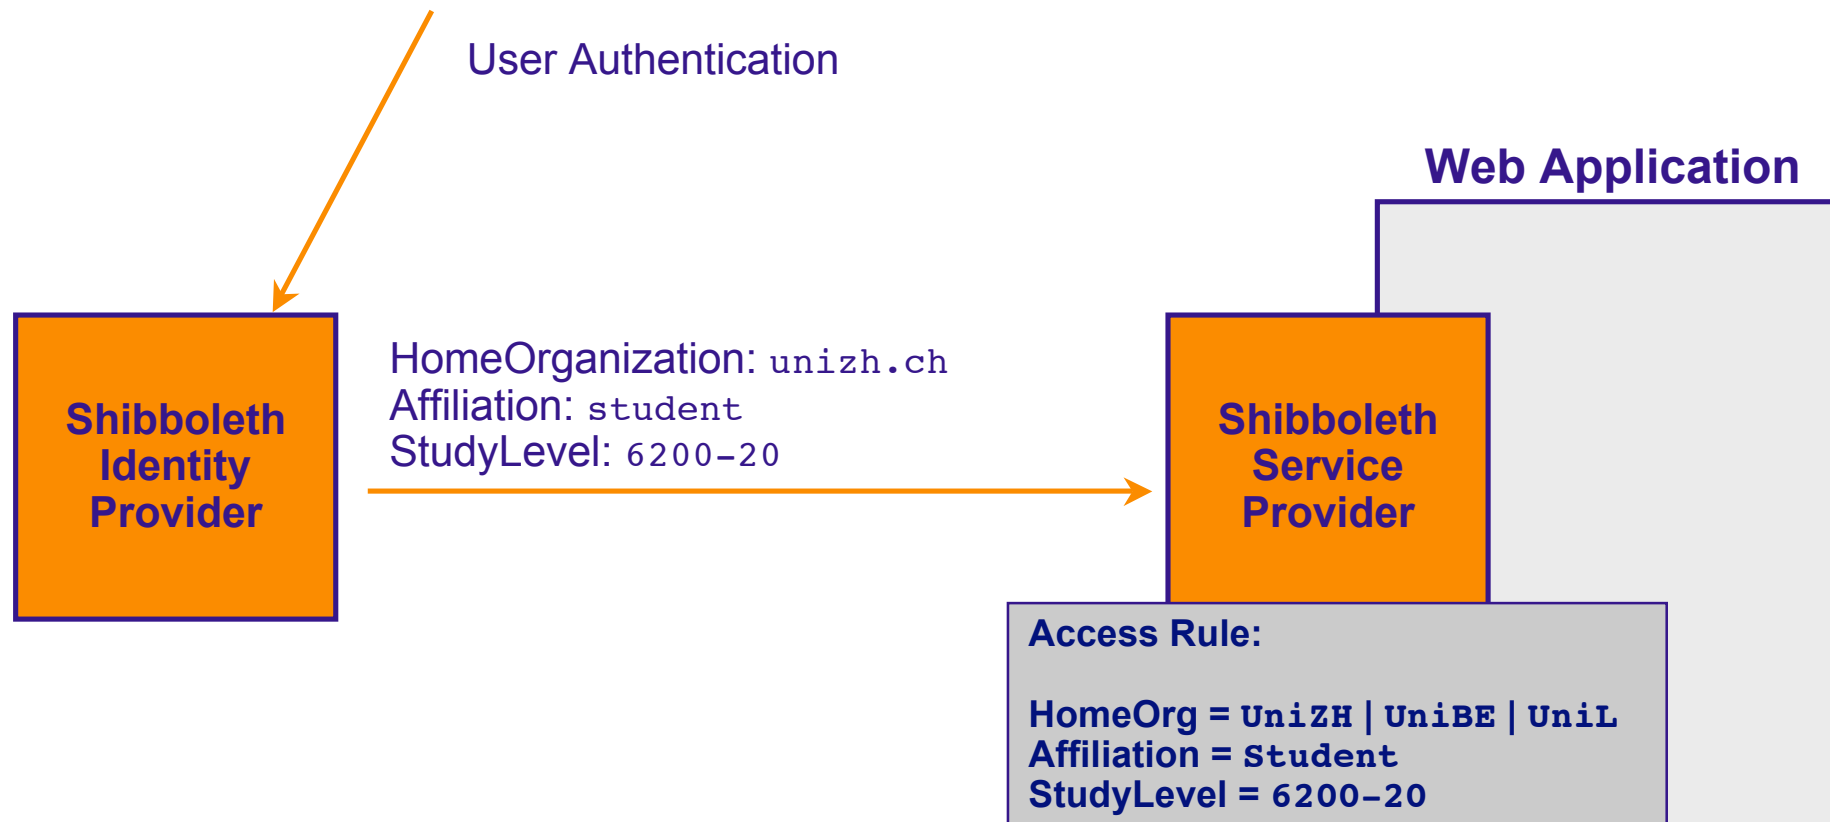 User Authentication
Web Application
Shibboleth
Identity
Provider
HomeOrganization: unizh.ch
Affiliation: student
StudyLevel: 6200-20
Shibboleth
Service
Provider
Access Rule:
HomeOrg = UniZH | UniBE | UniL
Affiliation = Student
StudyLevel = 6200-20